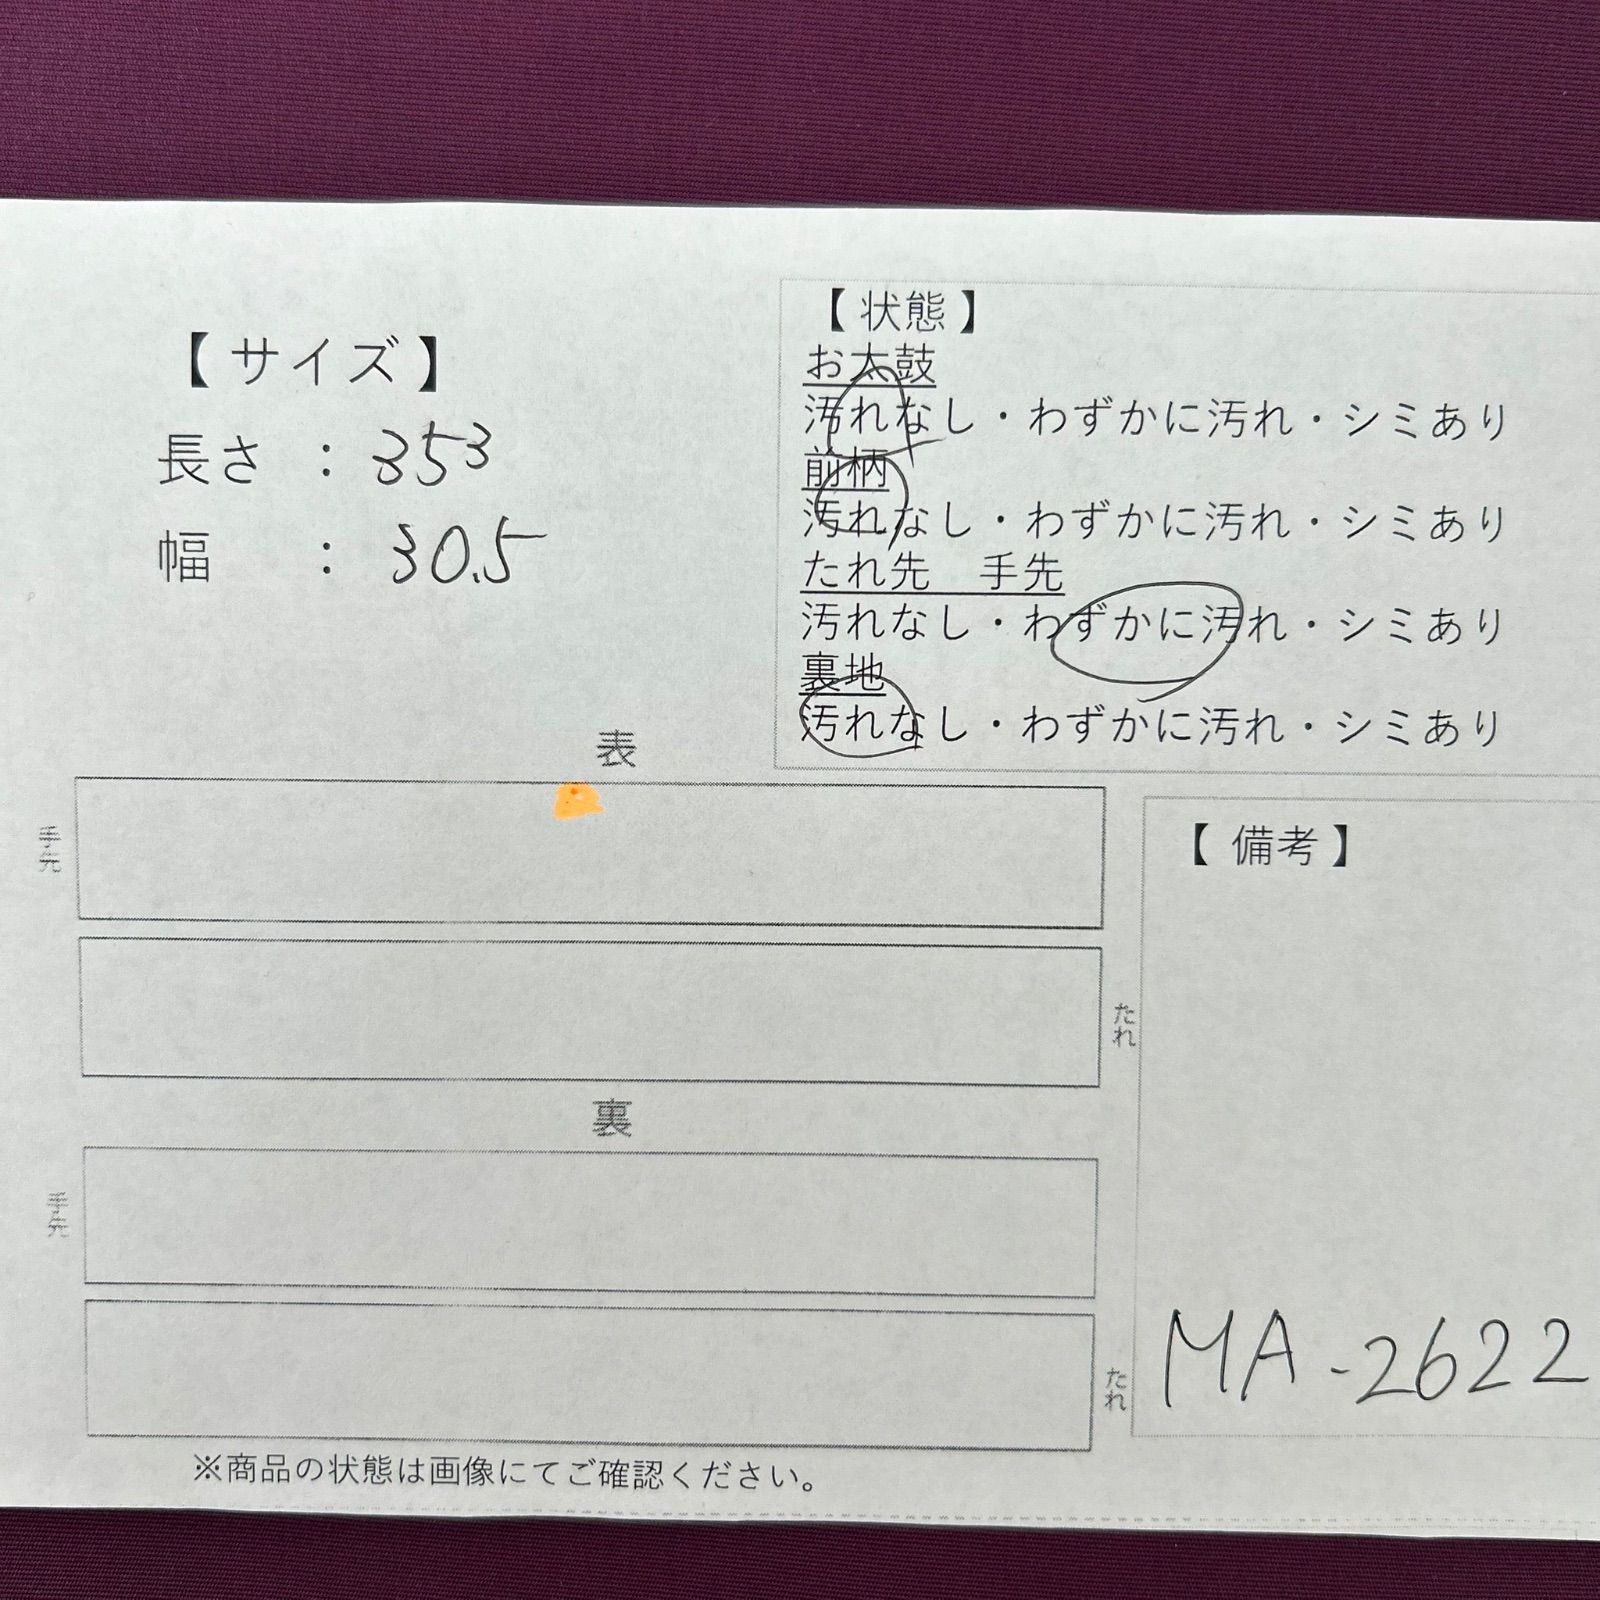 【サイズ】
長さ : 353
幅 : 30.5
【状態】
お太鼓
汚れなし・わずかに汚れ・シミあり
前柄
汚れなし・わずかに汚れ・シミあり
たれ先 手先
汚れなし・わずかに汚れ・シミあり
裏地
汚れなし・わずかに汚れ・シミあり
表
手先
たれ
裏
手先
たれ
【備考】
MA-2622
※商品の状態は画像にてご確認ください。